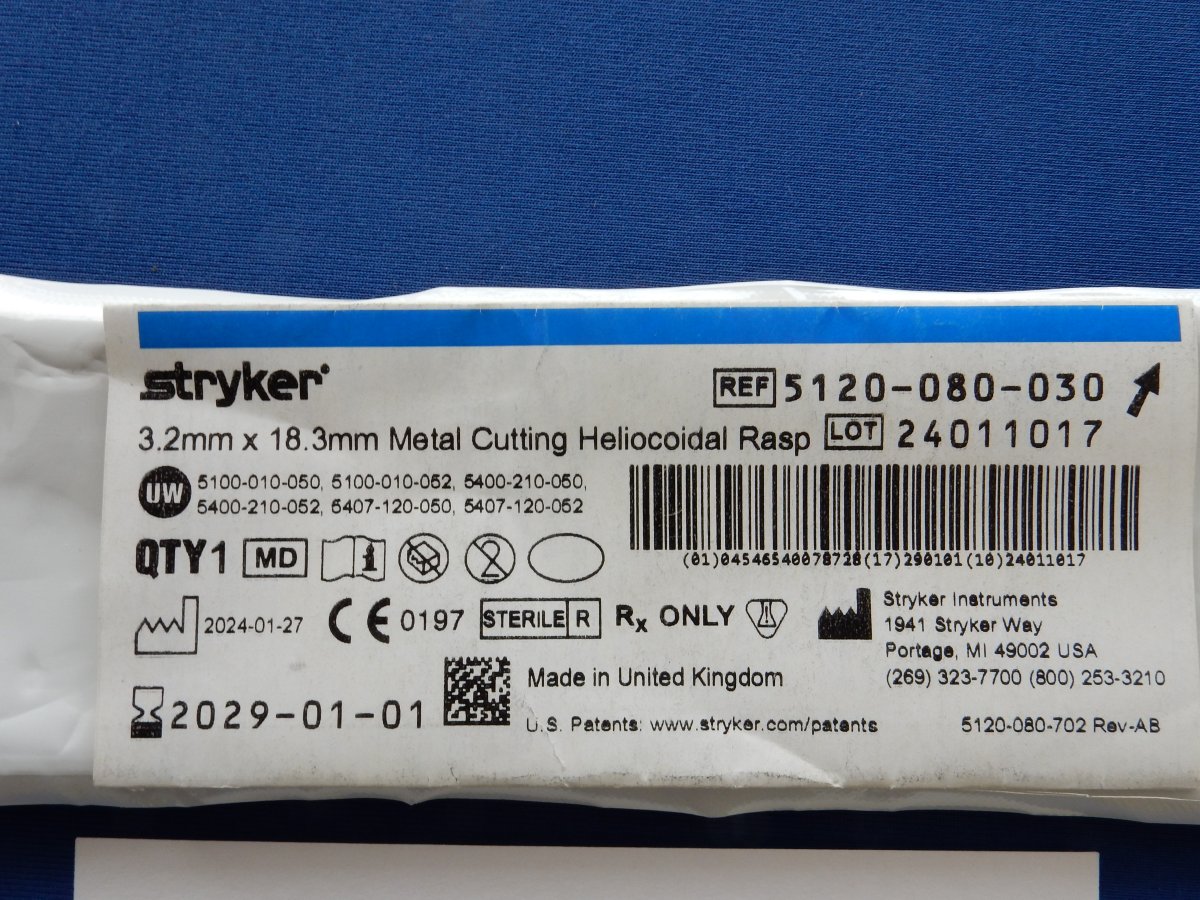 stryker
REF 5120-080-030
3.2mm x 18.3mm Metal Cutting Heliocoidal Rasp
LOT 24011017
UW 5100-010-050, 5100-010-052, 5400-210-050,
5400-210-052, 5407-120-050, 5407-120-052
(01)04546540078728(17)290101(10)24011017
QTY1 MD
2024-01-27 CE 0197 STERILE R Rx ONLY
Stryker Instruments
1941 Stryker Way
Portage, MI 49002 USA
(269) 323-7700 (800) 253-3210
2029-01-01
Made in United Kingdom
U.S. Patents: www.stryker.com/patents
5120-080-702 Rev-AB